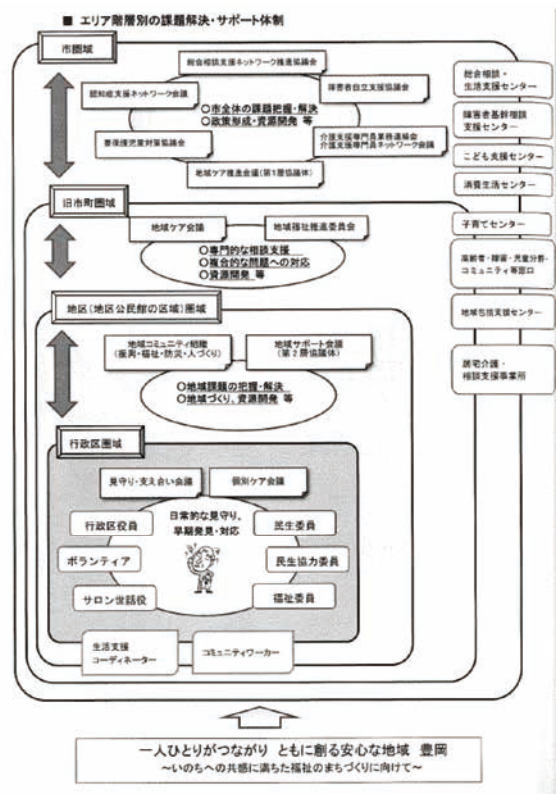 ■ エリア階層別の課題解決・サポート体制
市圏域
総合相談支援ネットワーク推進協議会
認知症支援ネットワーク会議
障害者自立支援協議会
○市全体の課題把握・解決
○政策形成・資源開発 等
要保護児童対策協議会
介護支援専門員業務連絡会
介護支援専門員ネットワーク会議
地域ケア推進会議(第1層協議体)
総合相談・
生活支援センター
障害者基幹相談
支援センター
こども支援センター
消費生活センター
子育てセンター
高齢者・障害・児童分野・
コミュニティ等窓口
地域包括支援センター
居宅介護・
相談支援事業所
旧市町圏域
地域ケア会議
地域福祉推進委員会
○専門的な相談支援
○複合的な問題への対応
○資源開発 等
地区(地区公民館の区域)圏域
地域コミュニティ組織
(振興・福祉・防災・人づくり)
地域サポート会議
(第2層協議体)
○地域課題の把握・解決
○地域づくり、資源開発 等
行政区圏域
見守り・支え合い会議
個別ケア会議
日常的な見守り、
早期発見・対応
行政区役員
民生委員
ボランティア
民生協力委員
サロン世話役
福祉委員
生活支援
コーディネーター
コミュニティワーカー
一人ひとりがつながり ともに創る安心な地域 豊岡
~いのちへの共感に満ちた福祉のまちづくりに向けて~